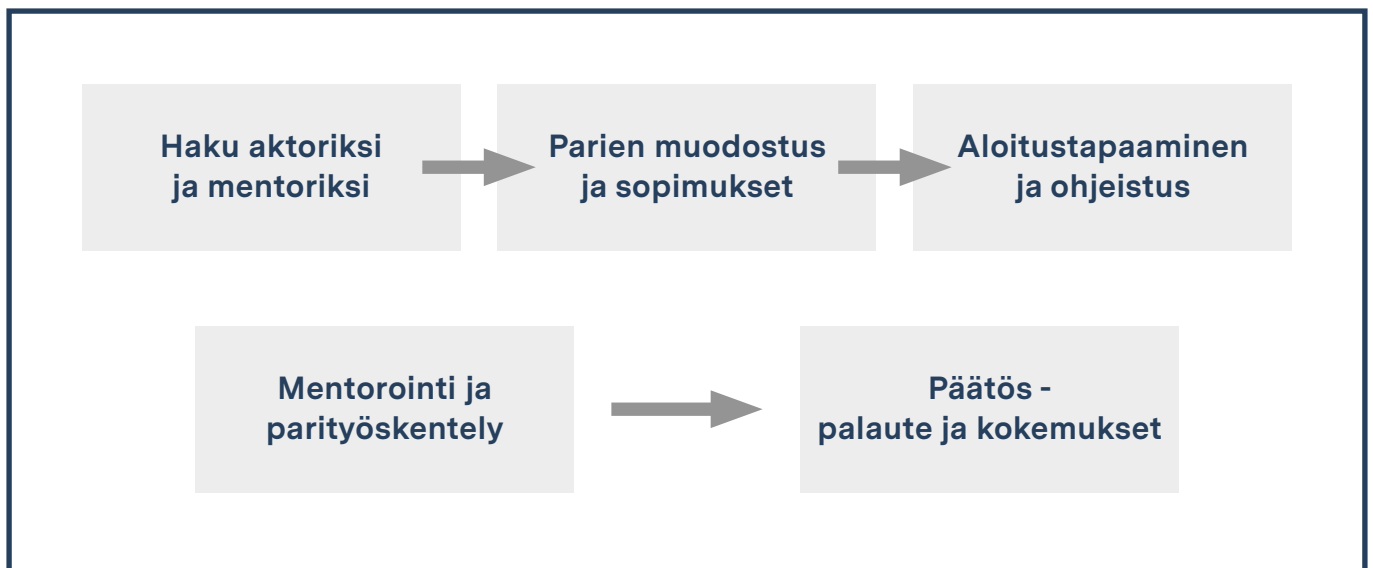 Haku aktoriksi
ja mentoriksi
Parien muodostus
ja sopimukset
Aloitustapaaminen
ja ohjeistus
Mentorointi ja
parityöskentely
Päätös -
palaute ja kokemukset